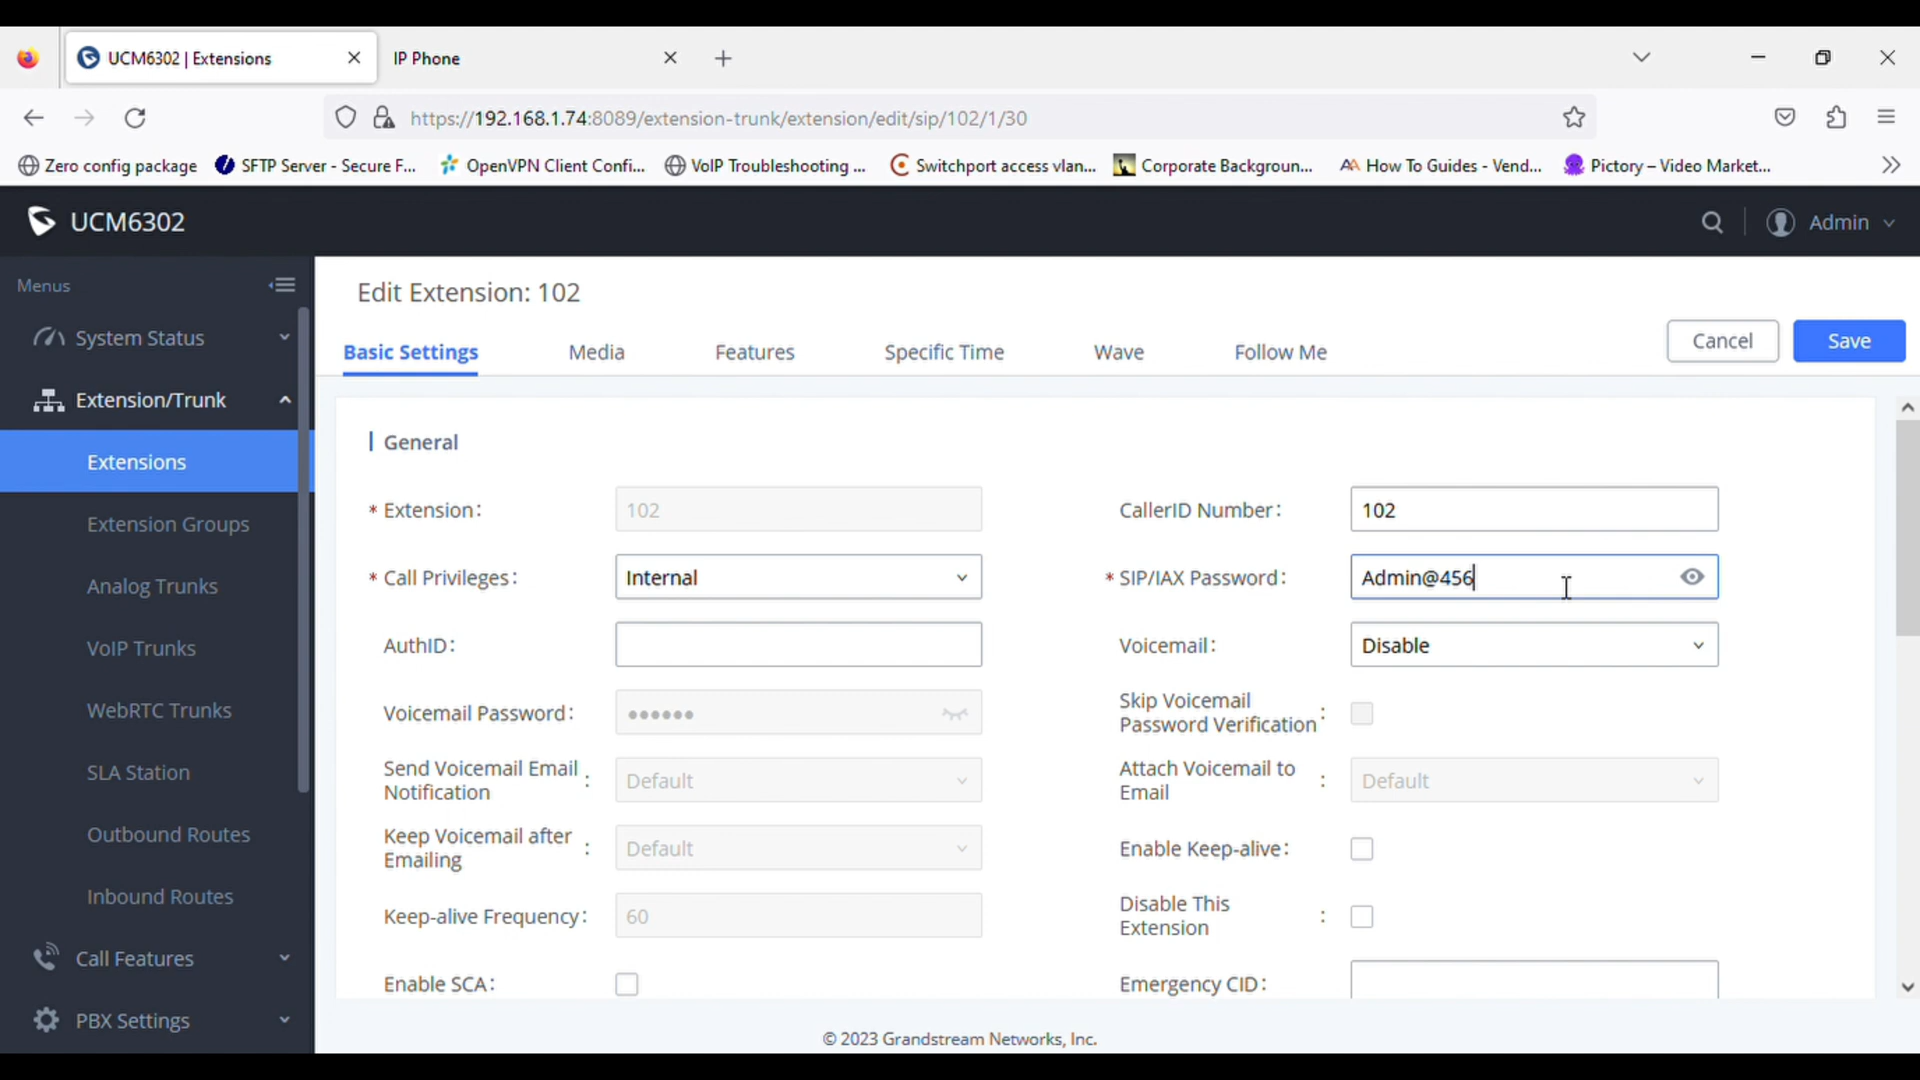 UCM6302 | Extensions
IP Phone
https://192.168.1.74:8089/extension-trunk/extension/edit/sip/102/1/30
Zero config package
SFTP Server - Secure F...
OpenVPN Client Confi...
VoIP Troubleshooting ...
Switchport access vlan...
Corporate Backgroun...
How To Guides - Vend...
Pictory – Video Market...
UCM6302
Admin
Menus
System Status
Extension/Trunk
Extensions
Extension Groups
Analog Trunks
VoIP Trunks
WebRTC Trunks
SLA Station
Outbound Routes
Inbound Routes
Call Features
PBX Settings
Edit Extension: 102
Basic Settings
Media
Features
Specific Time
Wave
Follow Me
Cancel
Save
General
* Extension: 102
CallerID Number: 102
* Call Privileges: Internal
* SIP/IAX Password: Admin@456
AuthID:
Voicemail: Disable
Voicemail Password: ••••••
Skip Voicemail
Password Verification :
Send Voicemail Email
Notification : Default
Attach Voicemail to
Email : Default
Keep Voicemail after
Emailing : Default
Enable Keep-alive:
Keep-alive Frequency: 60
Disable This
Extension :
Enable SCA:
Emergency CID:
© 2023 Grandstream Networks, Inc.